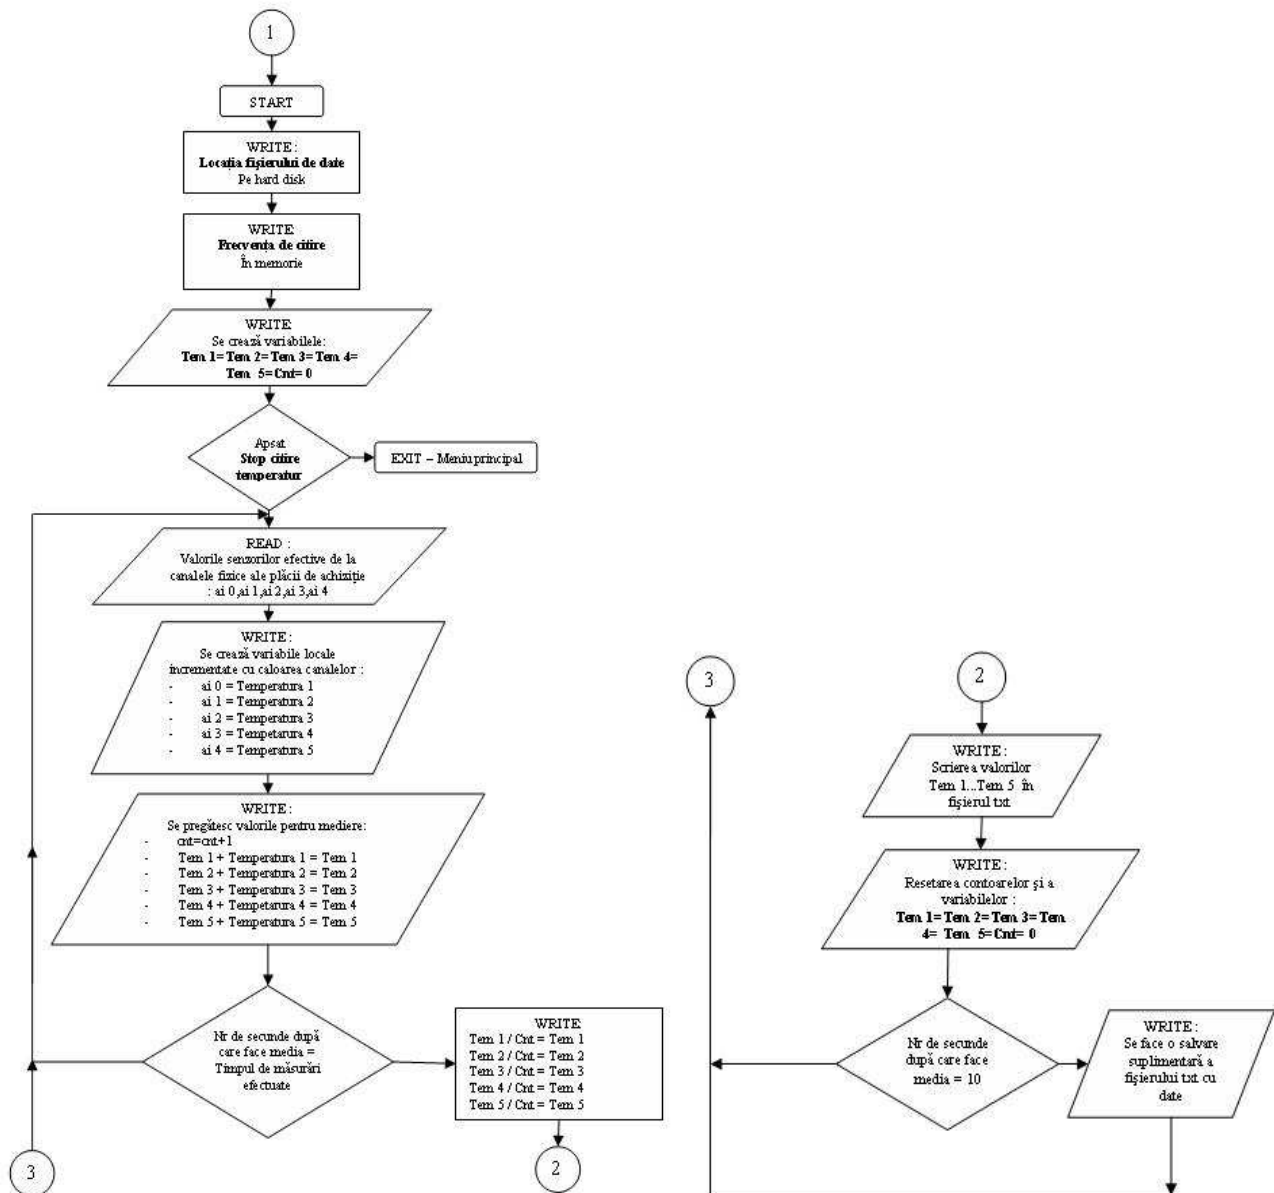 1
START
WRITE :
Locația fișierului de date
Pe hard disk
WRITE
Frecvența de citire
În memorie
WRITE
Se crează variabilele:
Tem 1= Tem 2= Tem 3= Tem 4=
Tem 5= Cnt= 0
Apsat
Stop citire
temperatur
EXIT – Meniu principal
READ :
Valorile senzorilor efective de la
canalele fizice ale plăcii de achiziție
: ai 0,ai 1,ai 2,ai 3,ai 4
WRITE :
Se crează variabile locale
incrementate cu caloarea canalelor :
- ai 0 = Temperatura 1
- ai 1 = Temperatura 2
- ai 2 = Temperatura 3
- ai 3 = Tempetarura 4
- ai 4 = Temperatura 5
WRITE :
Se pregătesc valorile pentru mediere:
- cnt=cnt+1
- Tem 1 + Temperatura 1 = Tem 1
- Tem 2 + Temperatura 2 = Tem 2
- Tem 3 + Temperatura 3 = Tem 3
- Tem 4 + Tempetarura 4 = Tem 4
- Tem 5 + Temperatura 5 = Tem 5
Nr de secunde după
care face media =
Timpul de măsurări
efectuate
WRITE
Tem 1 / Cnt = Tem 1
Tem 2 / Cnt = Tem 2
Tem 3 / Cnt = Tem 3
Tem 4 / Cnt = Tem 4
Tem 5 / Cnt = Tem 5
2
3
3
2
WRITE :
Scrierea valorilor
Tem 1...Tem 5 în
fișierul txt
WRITE :
Resetarea contoarelor și a
variabilelor :
Tem 1= Tem 2= Tem 3= Tem
4= Tem 5= Cnt= 0
Nr de secunde
după care face
media = 10
WRITE :
Se face o salvare
suplimentară a
fișierului txt cu
date